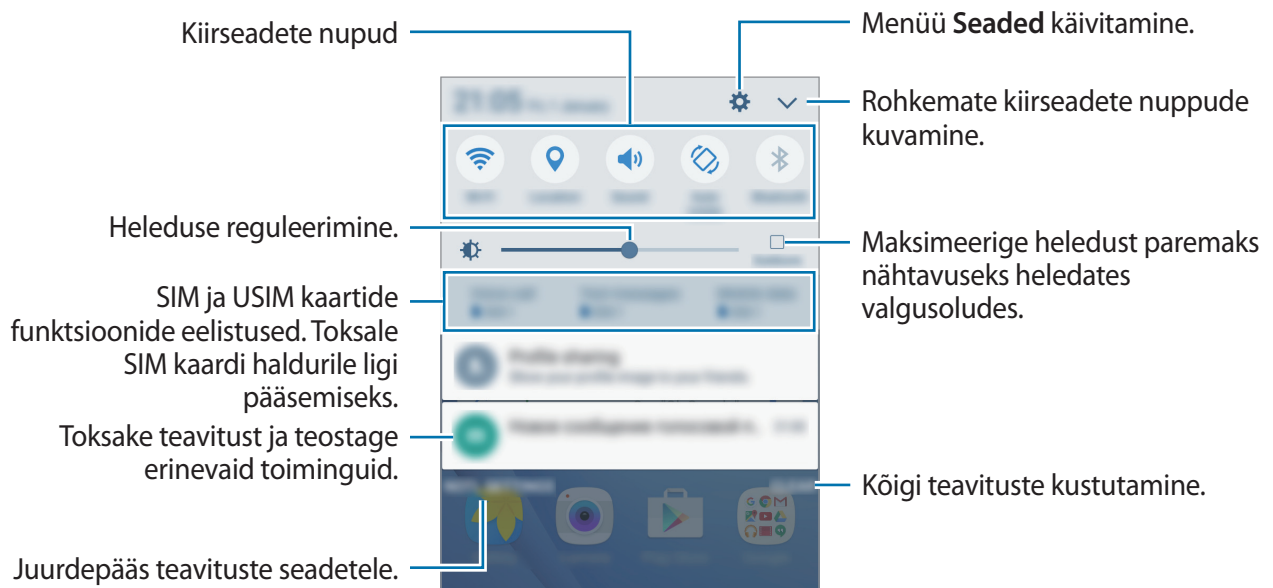 Kiirseadete nupud
Menüü Seaded käivitamine.
Rohkemate kiirseadete nuppude
kuvamine.
Heleduse reguleerimine.
Maksimeerige heledust paremaks
nähtavuseks heledates
valgusoludes.
SIM ja USIM kaartide
funktsioonide eelistused. Toksale
SIM kaardi haldurile ligi
pääsemiseks.
Toksake teavitust ja teostage
erinevaid toiminguid.
Kõigi teavituste kustutamine.
Juurdepääs teavituste seadetele.